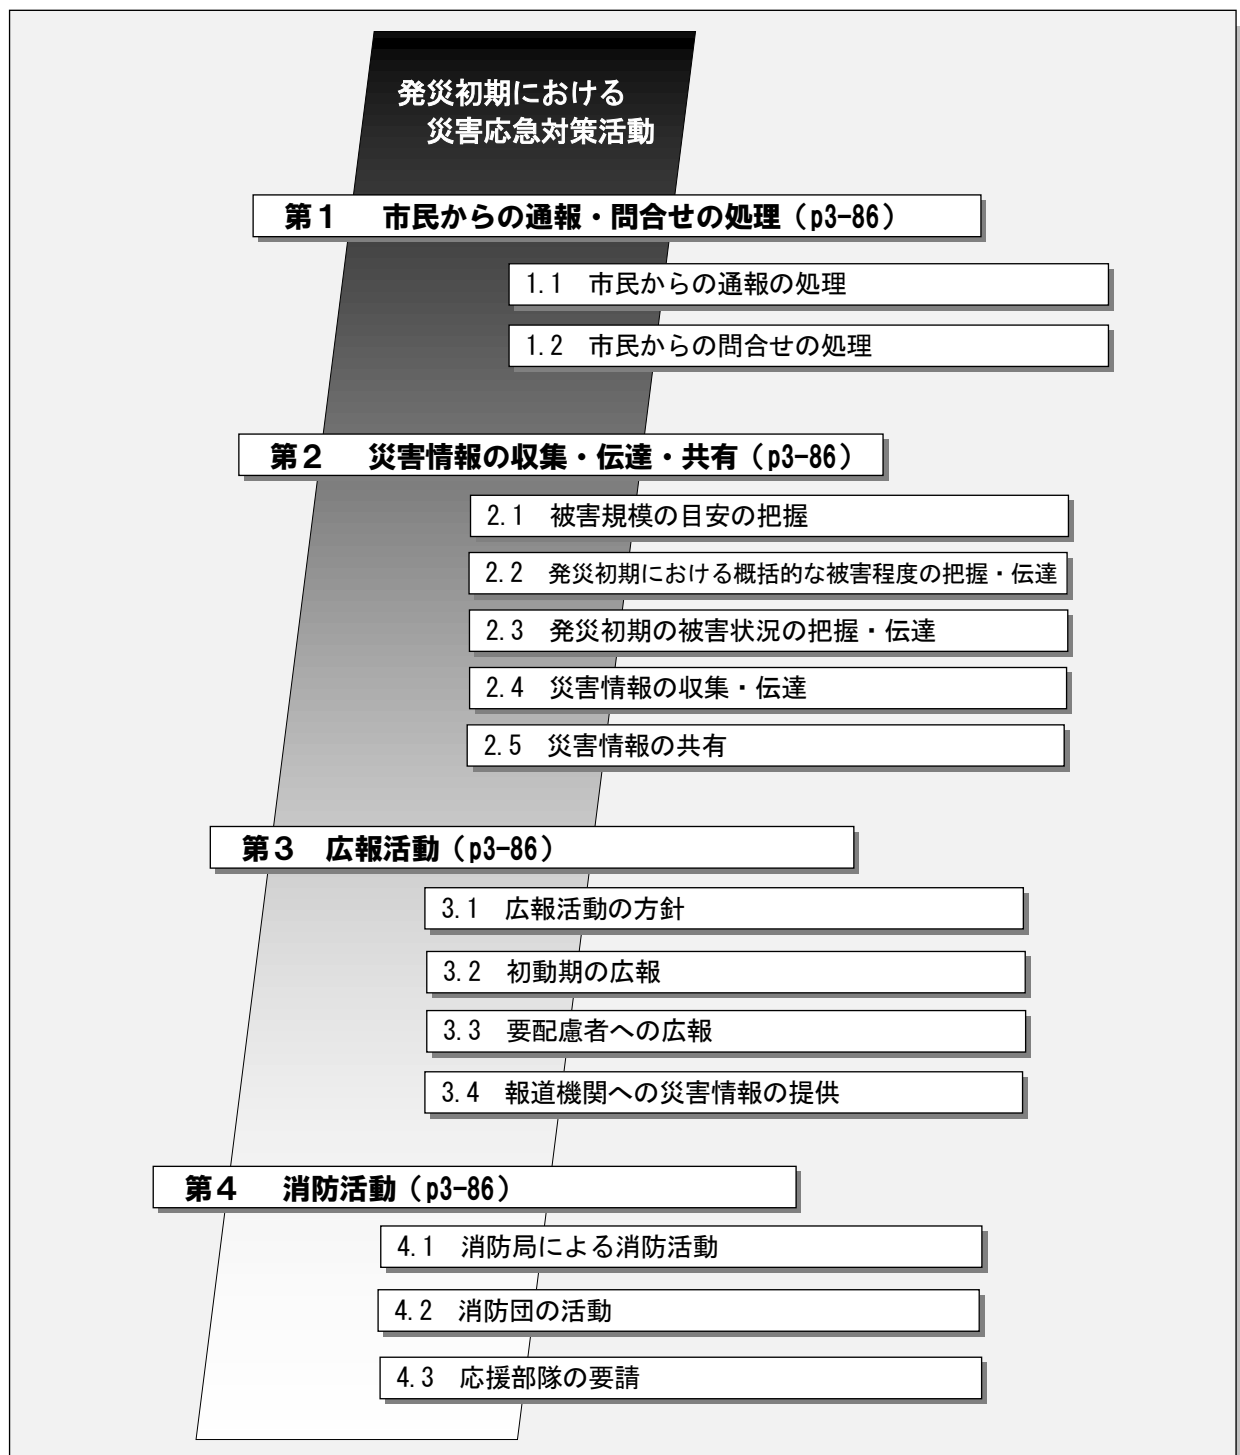 発災初期における
災害応急対策活動
第１　市民からの通報・問合せの処理（p3-86）
1.1　市民からの通報の処理
1.2　市民からの問合せの処理
第２　災害情報の収集・伝達・共有（p3-86）
2.1　被害規模の目安の把握
2.2　発災初期における概括的な被害程度の把握・伝達
2.3　発災初期の被害状況の把握・伝達
2.4　災害情報の収集・伝達
2.5　災害情報の共有
第３　広報活動（p3-86）
3.1　広報活動の方針
3.2　初動期の広報
3.3　要配慮者への広報
3.4　報道機関への災害情報の提供
第４　消防活動（p3-86）
4.1　消防局による消防活動
4.2　消防団の活動
4.3　応援部隊の要請